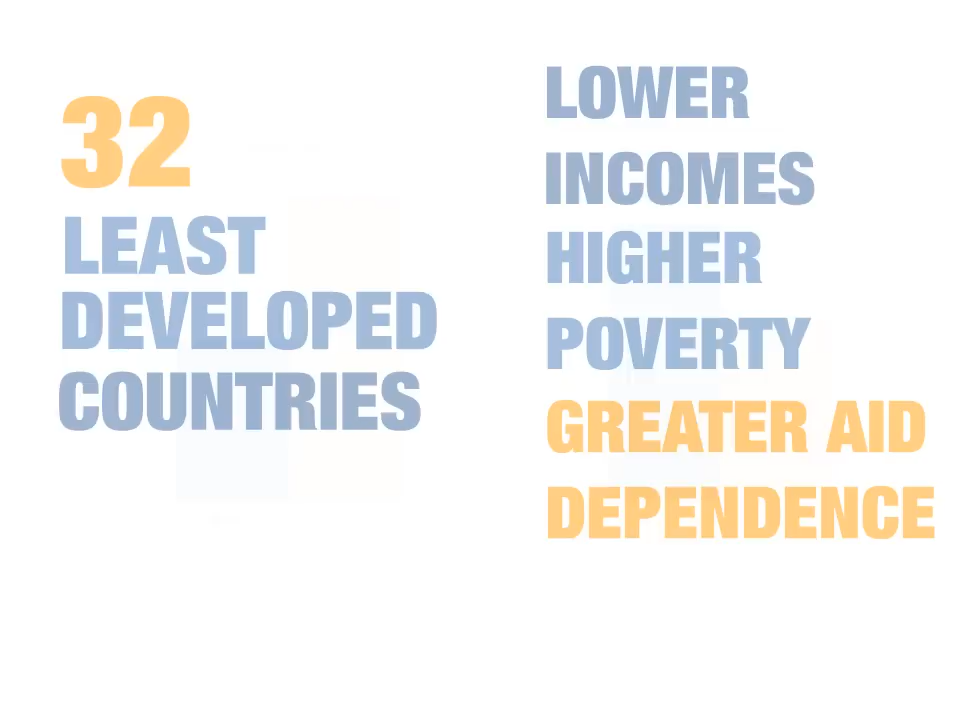 32
LEAST
DEVELOPED
COUNTRIES
LOWER
INCOMES
HIGHER
POVERTY
GREATER AID
DEPENDENCE